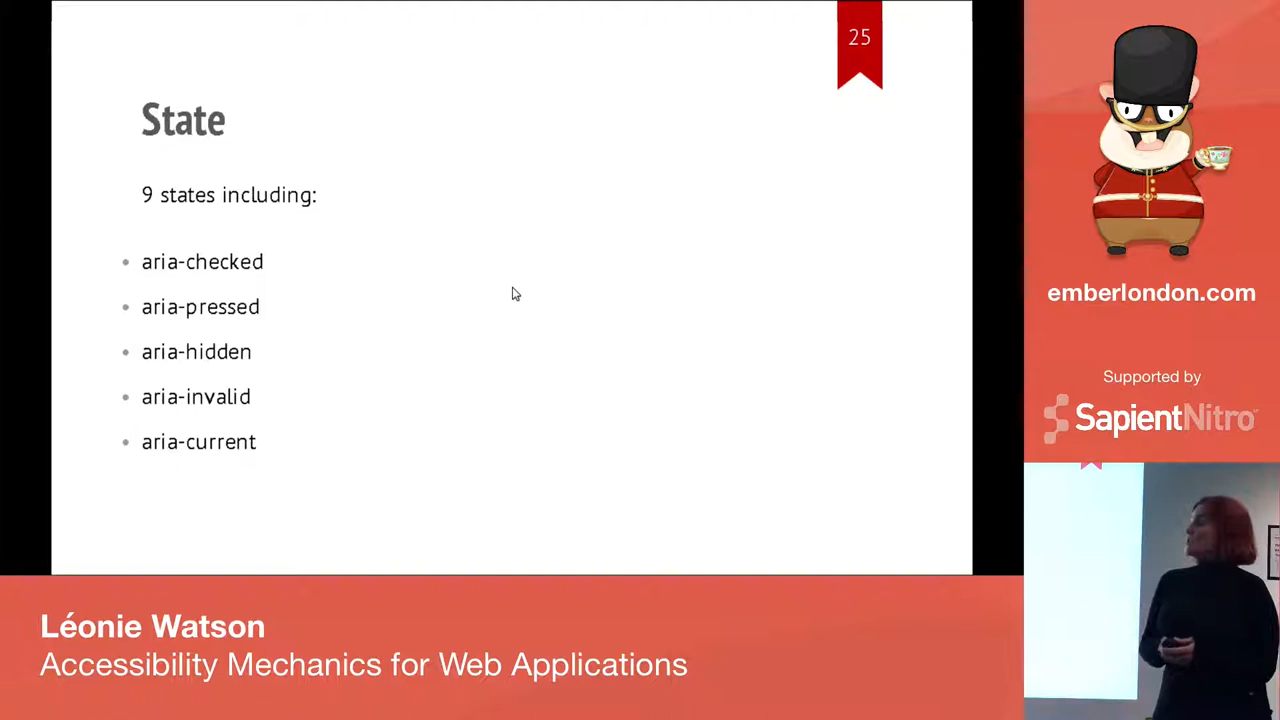 25
State
9 states including:
• aria-checked
• aria-pressed
• aria-hidden
• aria-invalid
• aria-current
emberlondon.com
Supported by
SapientNitro
Léonie Watson
Accessibility Mechanics for Web Applications